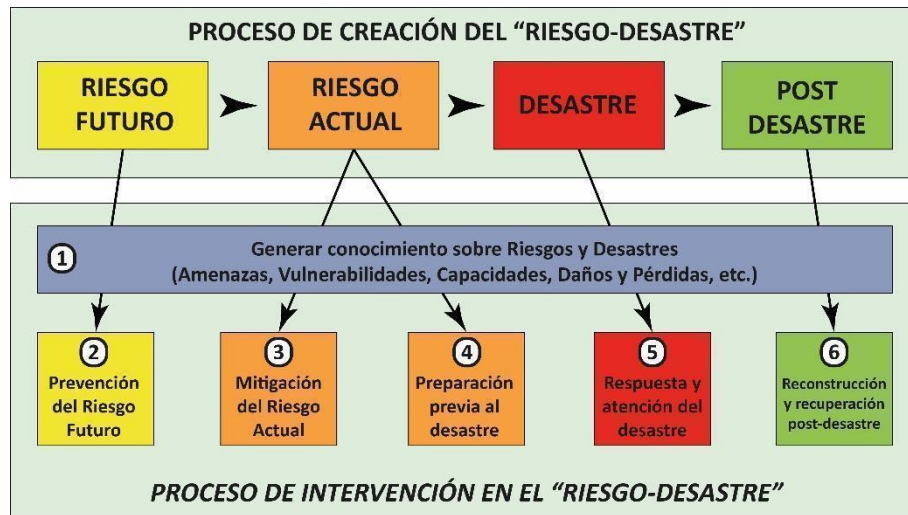 PROCESO DE CREACIÓN DEL “RIESGO-DESASTRE”
RIESGO
FUTURO
RIESGO
ACTUAL
DESASTRE
POST
DESASTRE
1
Generar conocimiento sobre Riesgos y Desastres
(Amenazas, Vulnerabilidades, Capacidades, Daños y Pérdidas, etc.)
2
Prevención
del Riesgo
Futuro
3
Mitigación
del Riesgo
Actual
4
Preparación
previa al
desastre
5
Respuesta y
atención del
desastre
6
Reconstrucción
y recuperación
post-desastre
PROCESO DE INTERVENCIÓN EN EL “RIESGO-DESASTRE”